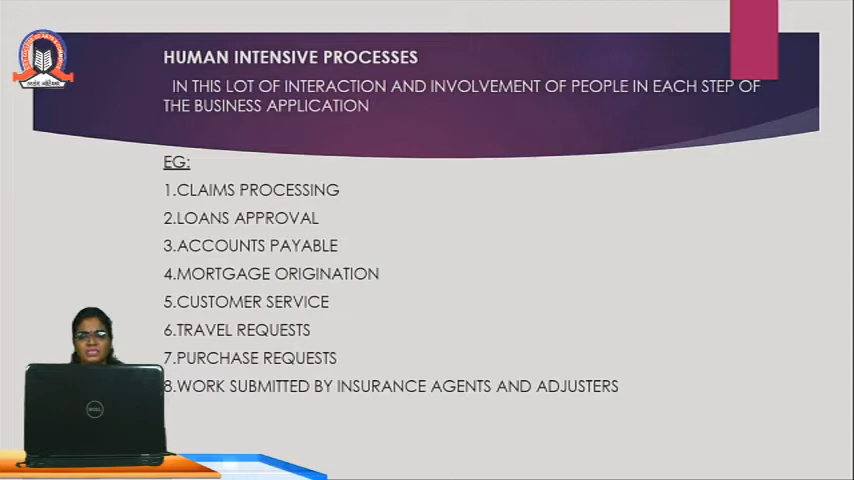 HUMAN INTENSIVE PROCESSES
IN THIS LOT OF INTERACTION AND INVOLVEMENT OF PEOPLE IN EACH STEP OF
THE BUSINESS APPLICATION
EG:
1.CLAIMS PROCESSING
2.LOANS APPROVAL
3.ACCOUNTS PAYABLE
4.MORTGAGE ORIGINATION
5.CUSTOMER SERVICE
6.TRAVEL REQUESTS
7.PURCHASE REQUESTS
8.WORK SUBMITTED BY INSURANCE AGENTS AND ADJUSTERS
DELL